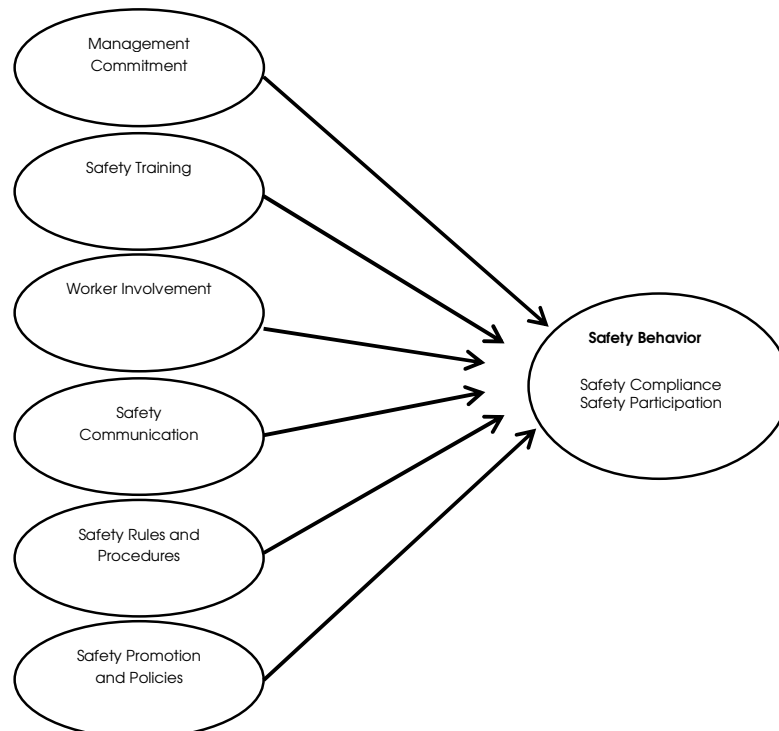 Management
Commitment
Safety Training
Worker Involvement
Safety
Communication
Safety Rules and
Procedures
Safety Promotion
and Policies
Safety Behavior
Safety Compliance
Safety Participation